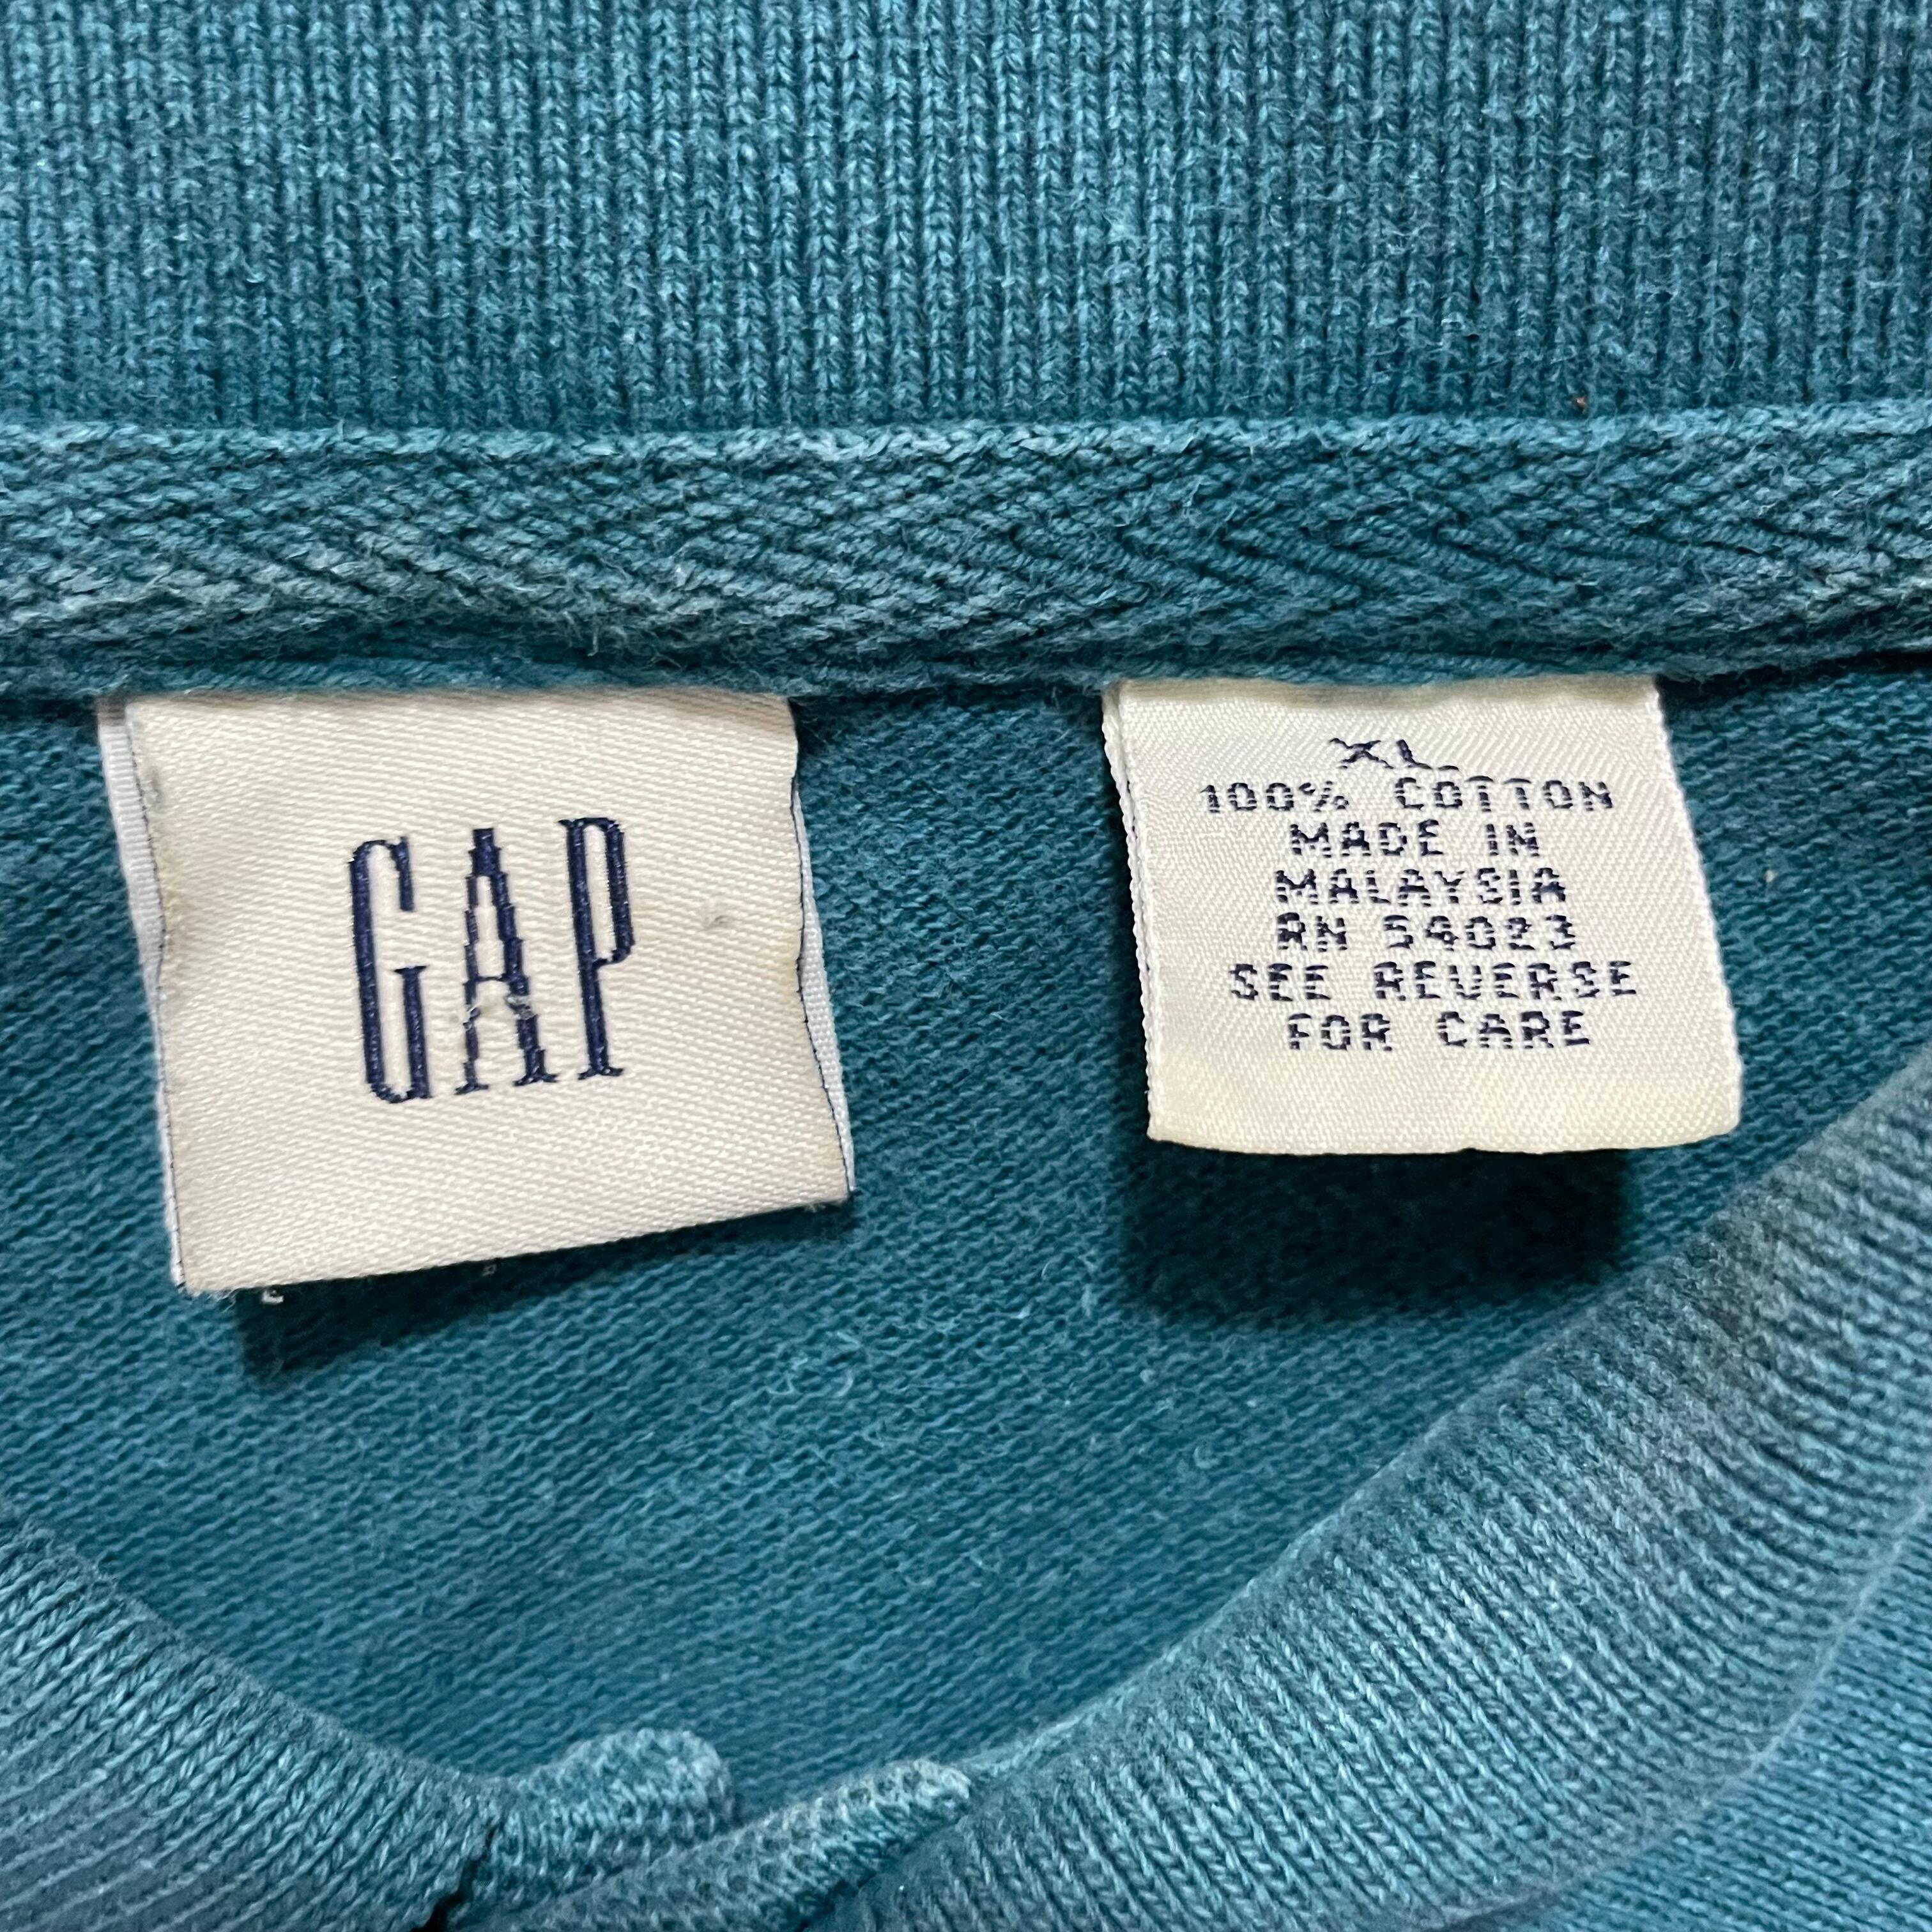 GAP
XL
100% COTTON
MADE IN
MALAYSIA
RN 54023
SEE REVERSE
FOR CARE